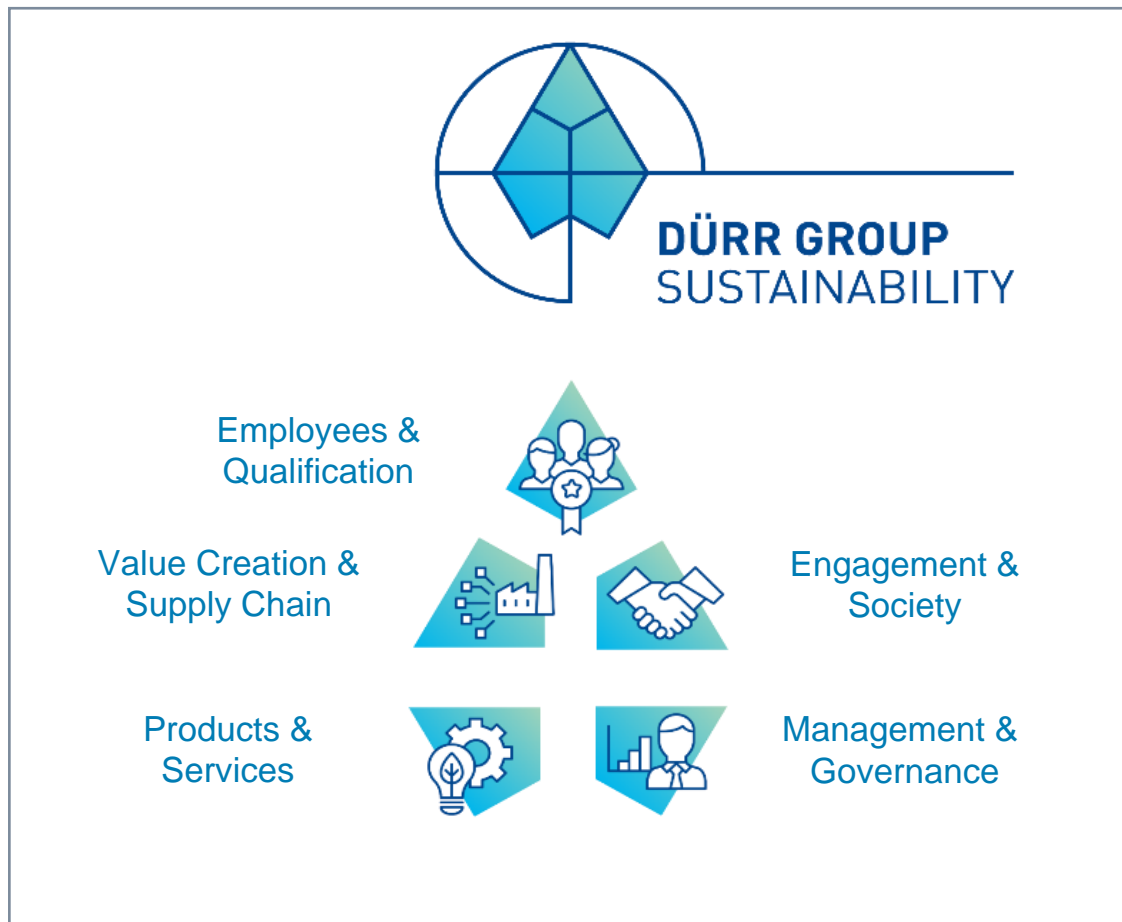 DÜRR GROUP
SUSTAINABILITY
Employees &
Qualification
Value Creation &
Supply Chain
Engagement &
Society
Products &
Services
Management &
Governance